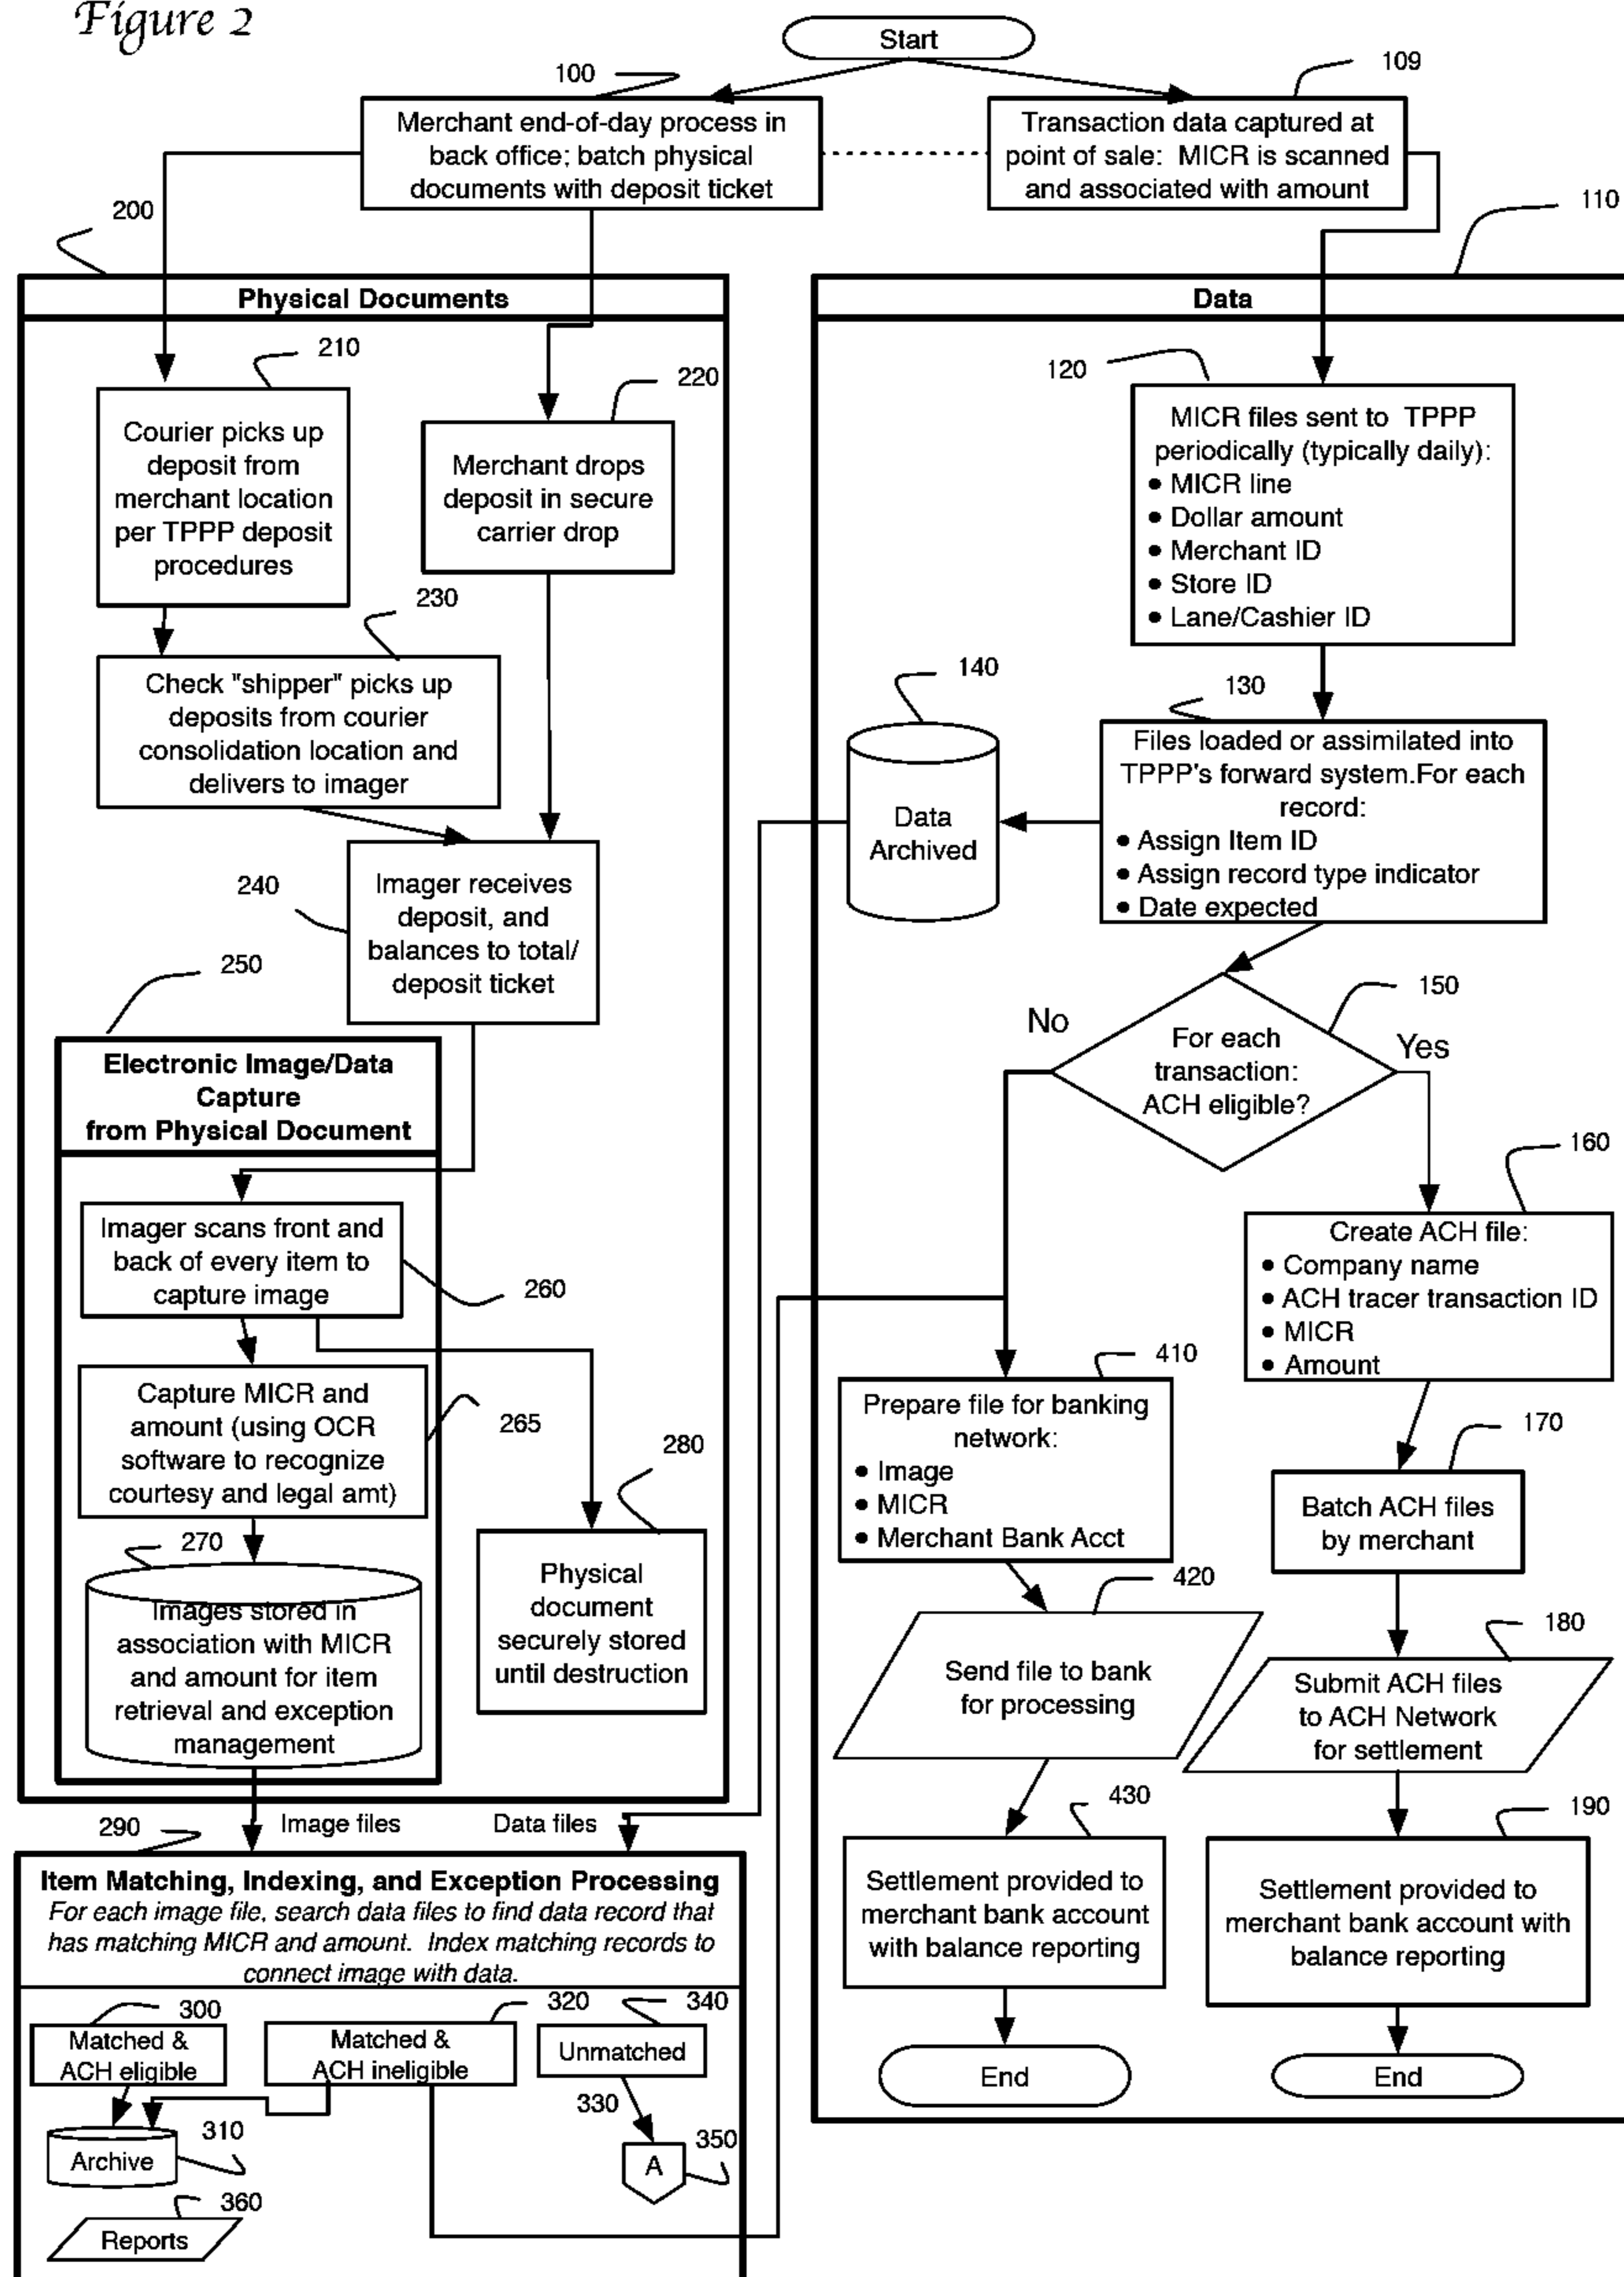 Figure 2
Start
100
109
Merchant end-of-day process in
back office; batch physical
documents with deposit ticket
Transaction data captured at
point of sale: MICR is scanned
and associated with amount
200
110
Physical Documents
210
220
Courier picks up
deposit from
merchant location
per TPPP deposit
procedures
Merchant drops
deposit in secure
carrier drop
230
Check "shipper" picks up
deposits from courier
consolidation location and
delivers to imager
240
Imager receives
deposit, and
balances to total/
deposit ticket
250
Electronic Image/Data
Capture
from Physical Document
Imager scans front and
back of every item to
capture image
260
Capture MICR and
amount (using OCR
software to recognize
courtesy and legal amt)
265
280
270
Images stored in
association with MICR
and amount for item
retrieval and exception
management
Physical
document
securely stored
until destruction
Data
120
MICR files sent to TPPP
periodically (typically daily):
• MICR line
• Dollar amount
• Merchant ID
• Store ID
• Lane/Cashier ID
140
130
Data
Archived
Files loaded or assimilated into
TPPP's forward system.For each
record:
• Assign Item ID
• Assign record type indicator
• Date expected
150
No
Yes
For each
transaction:
ACH eligible?
160
Create ACH file:
• Company name
• ACH tracer transaction ID
• MICR
• Amount
410
Prepare file for banking
network:
• Image
• MICR
• Merchant Bank Acct
170
Batch ACH files
by merchant
420
Send file to bank
for processing
180
Submit ACH files
to ACH Network
for settlement
430
Settlement provided to
merchant bank account
with balance reporting
190
Settlement provided to
merchant bank account with
balance reporting
End
End
290
Image files
Data files
Item Matching, Indexing, and Exception Processing
For each image file, search data files to find data record that
has matching MICR and amount. Index matching records to
connect image with data.
300
320
340
Matched &
ACH eligible
Matched &
ACH ineligible
Unmatched
330
310
Archive
350
A
360
Reports